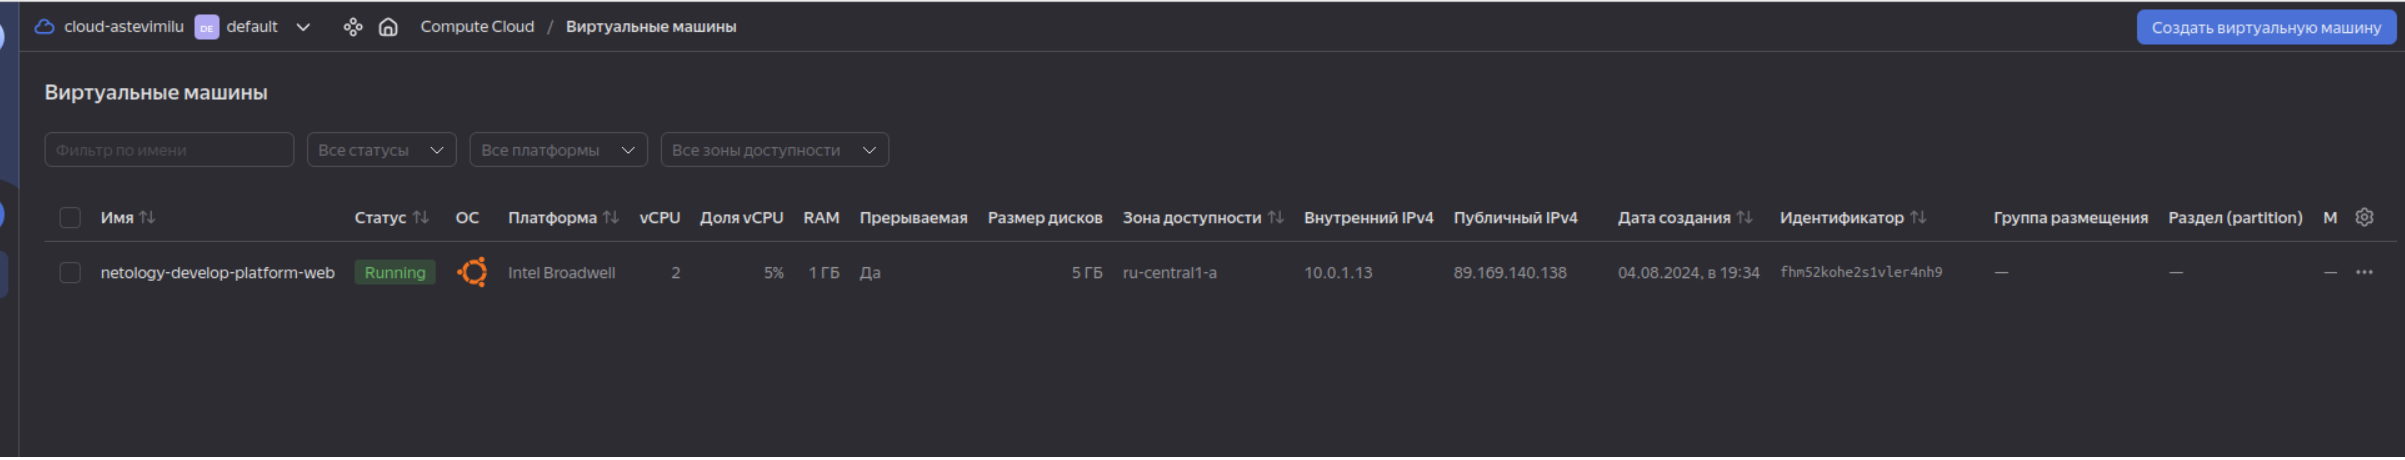 cloud-astevimilu DE default Compute Cloud / Виртуальные машины Создать виртуальную машину
Виртуальные машины
Фильтр по имени Все статусы Все платформы Все зоны доступности
Имя Статус ОС Платформа vCPU Доля vCPU RAM Прерываемая Размер дисков Зона доступности Внутренний IPv4 Публичный IPv4 Дата создания Идентификатор Группа размещения Раздел (partition) М
netology-develop-platform-web Running Intel Broadwell 2 5% 1 ГБ Да 5 ГБ ru-central1-a 10.0.1.13 89.169.140.138 04.08.2024, в 19:34 fhm52kohe2s1vler4nh9 — — —